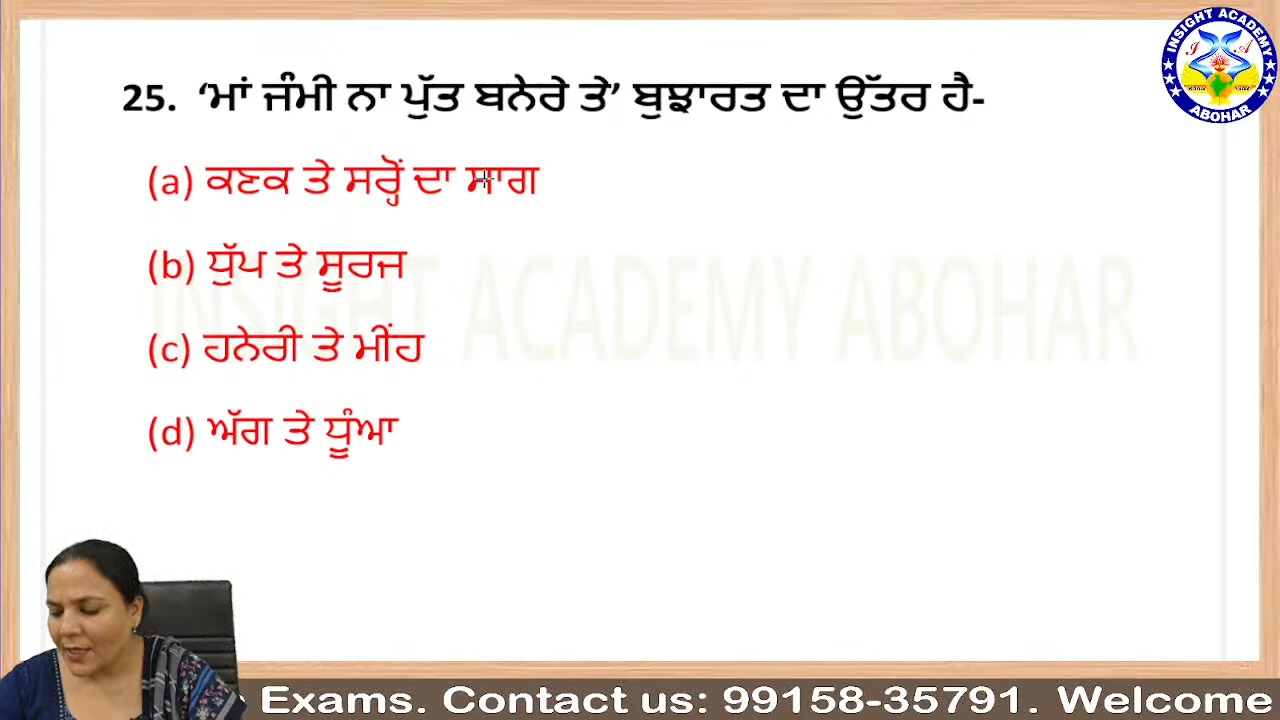 INSIGHT ACADEMY
ABOHAR
25. ‘ਮਾਂ ਜੰਮੀ ਨਾ ਪੁੱਤ ਬਨੇਰੇ ਤੇ’ ਬੁਝਾਰਤ ਦਾ ਉੱਤਰ ਹੈ-
(a) ਕਣਕ ਤੇ ਸਰ੍ਹੋਂ ਦਾ ਸਾਗ
(b) ਧੁੱਪ ਤੇ ਸੂਰਜ
(c) ਹਨੇਰੀ ਤੇ ਮੀਂਹ
(d) ਅੱਗ ਤੇ ਧੂੰਆ
INSIGHT ACADEMY ABOHAR
Exams. Contact us: 99158-35791. Welcome